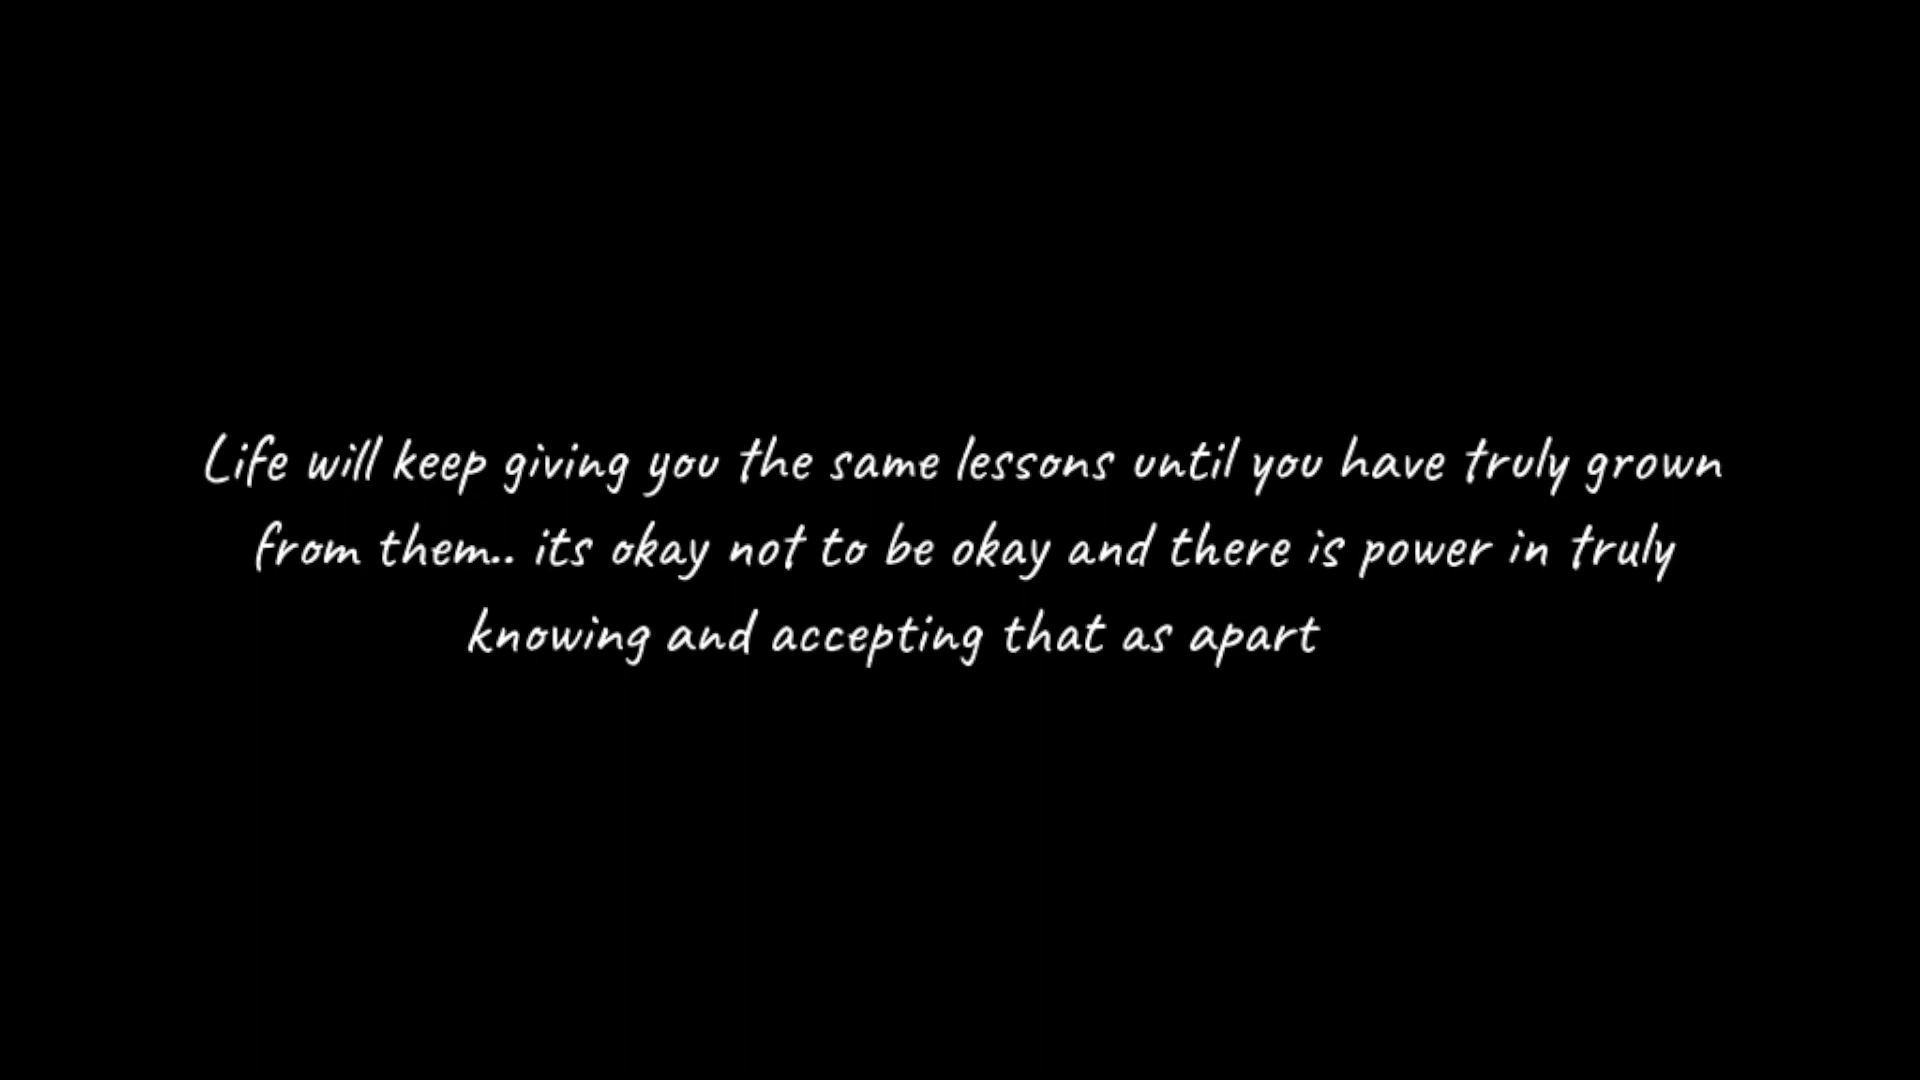 Life will keep giving you the same lessons until you have truly grown
from them.. its okay not to be okay and there is power in truly
knowing and accepting that as apart